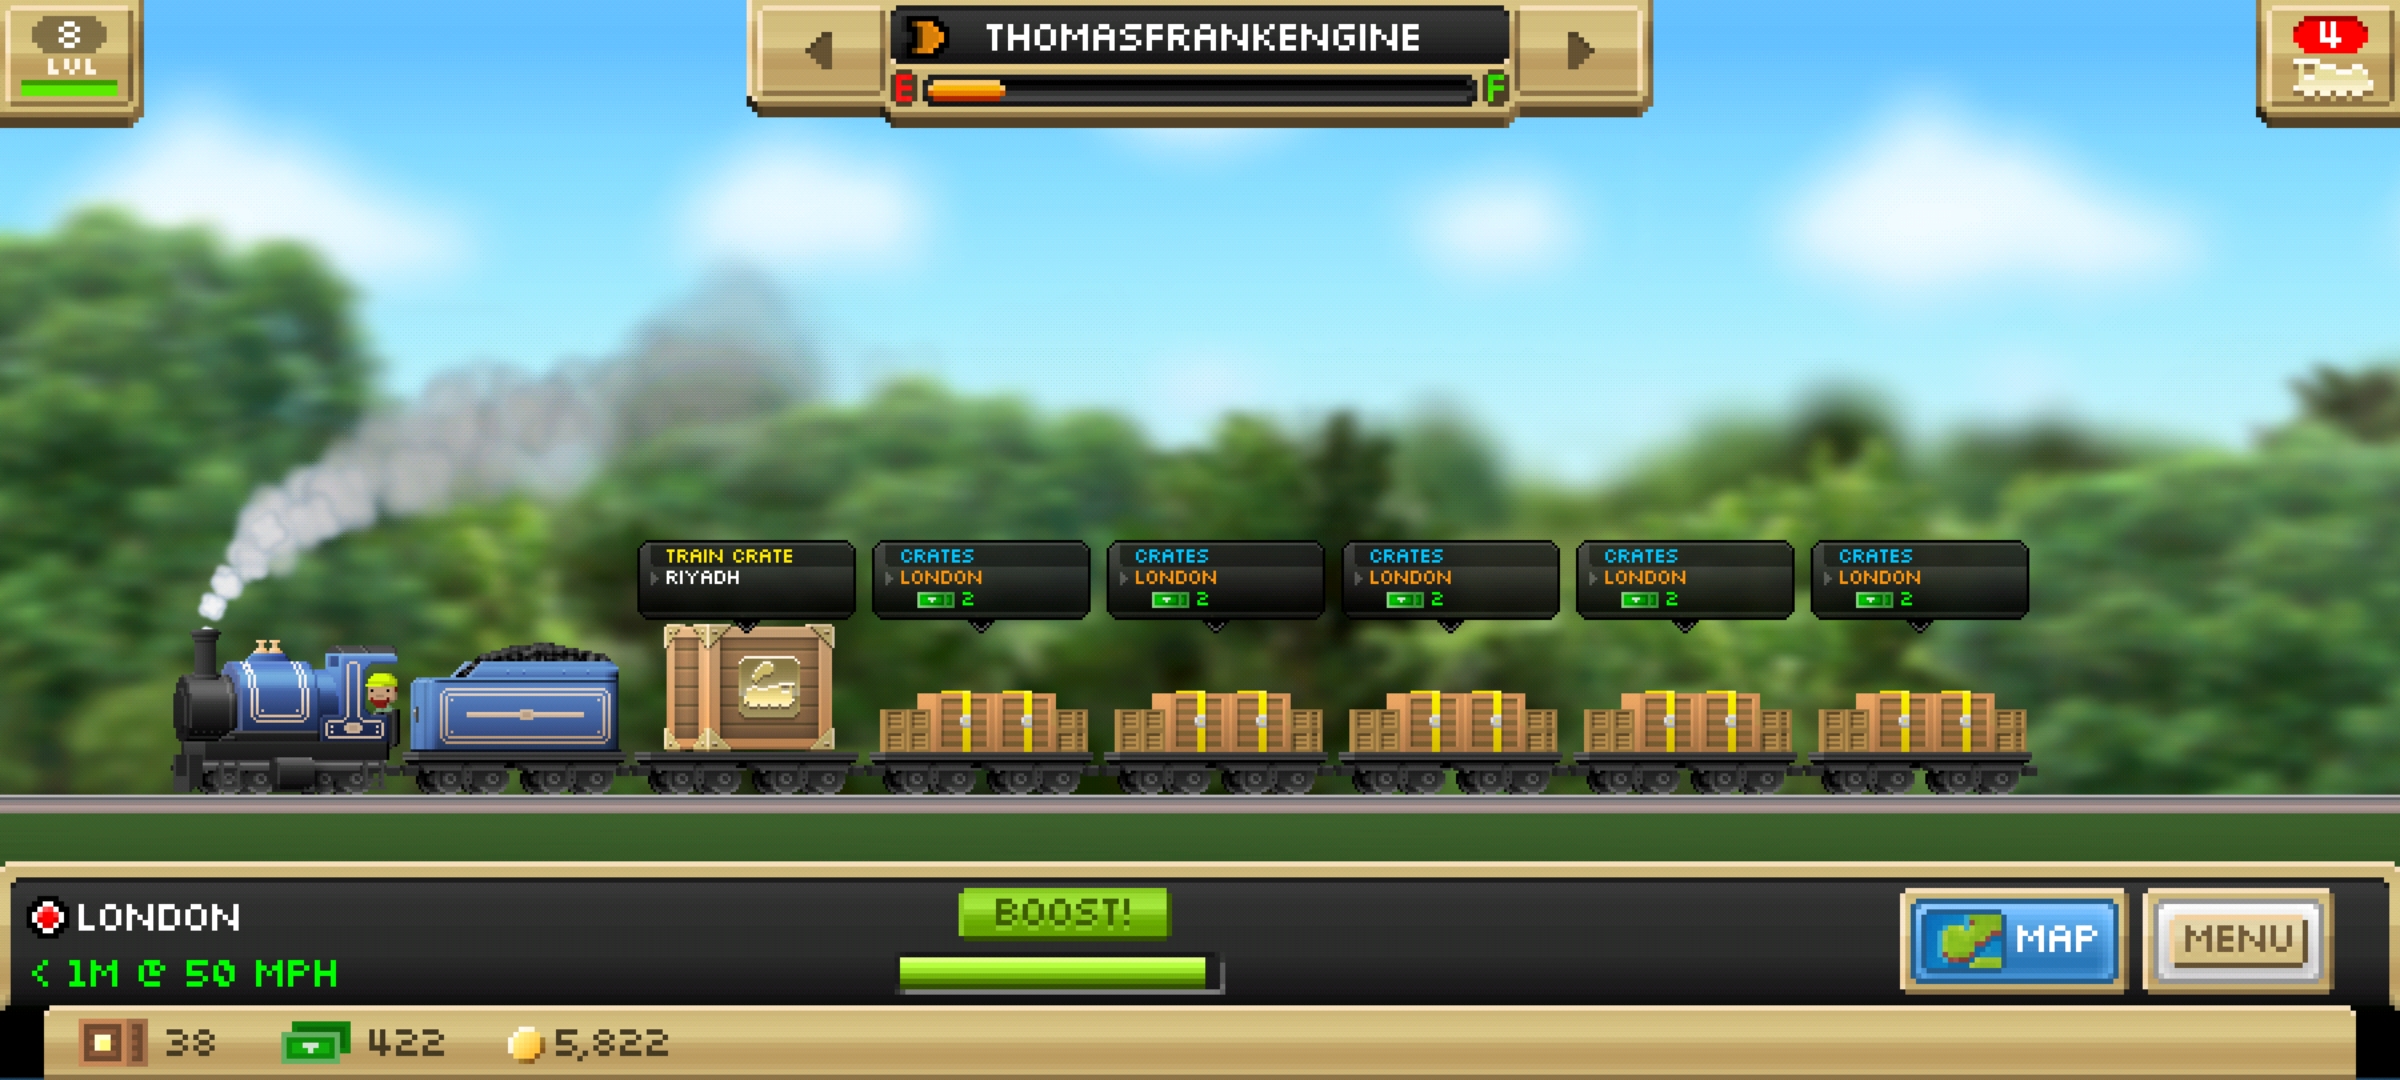 8
LVL
THOMASFRANKENGINE
E F
4
TRAIN CRATE
RIYADH
CRATES
LONDON
2
CRATES
LONDON
2
CRATES
LONDON
2
CRATES
LONDON
2
CRATES
LONDON
2
LONDON
< 1M @ 50 MPH
BOOST!
MAP
MENU
38
422
5,822